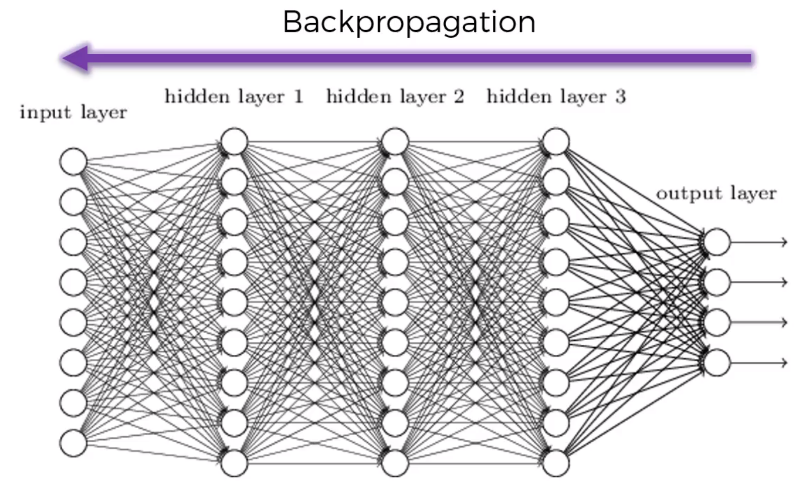 Backpropagation
hidden layer 1 hidden layer 2 hidden layer 3
input layer
output layer